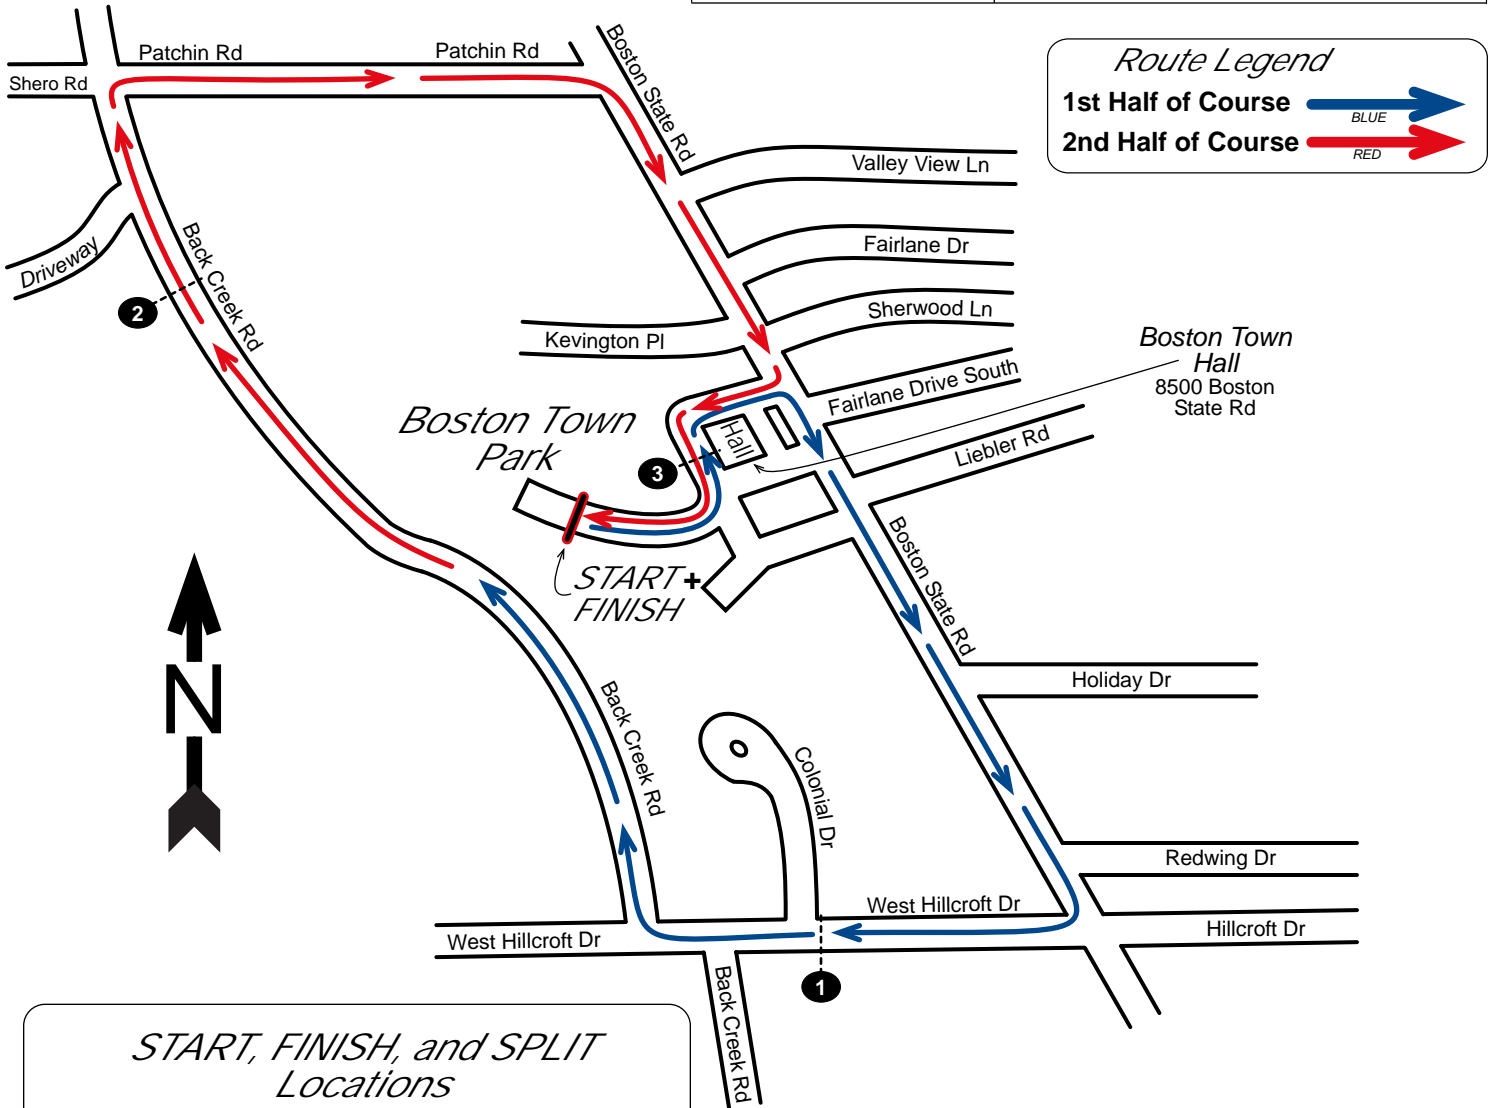 Patchin Rd
Patchin Rd
Shero Rd
Boston State Rd
Route Legend
1st Half of Course
BLUE
2nd Half of Course
RED
Valley View Ln
Driveway
Back Creek Rd
Fairlane Dr
2
Sherwood Ln
Kevington Pl
Boston Town
Hall
8500 Boston
State Rd
Fairlane Drive South
Boston Town
Park
Hall
Liebler Rd
3
START+
FINISH
Boston State Rd
N
Back Creek Rd
Holiday Dr
Colonial Dr
Redwing Dr
West Hillcroft Dr
West Hillcroft Dr
Hillcroft Dr
1
Back Creek Rd
START, FINISH, and SPLIT
Locations